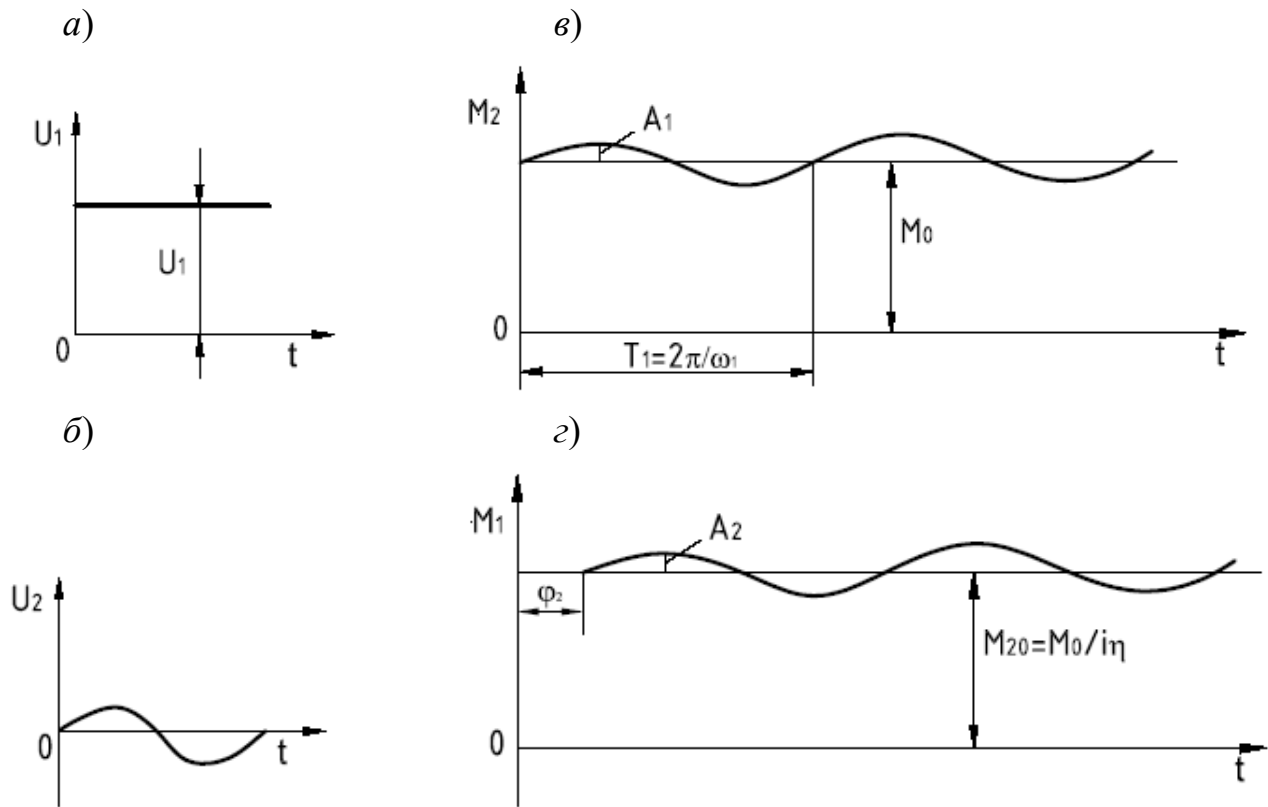 а)
U₁
U₁
0
t
в)
M₂
A₁
M₀
0
T₁=2π/ω₁
t
б)
U₂
0
t
г)
M₁
A₂
φ₂
M₂₀=M₀/iη
0
t